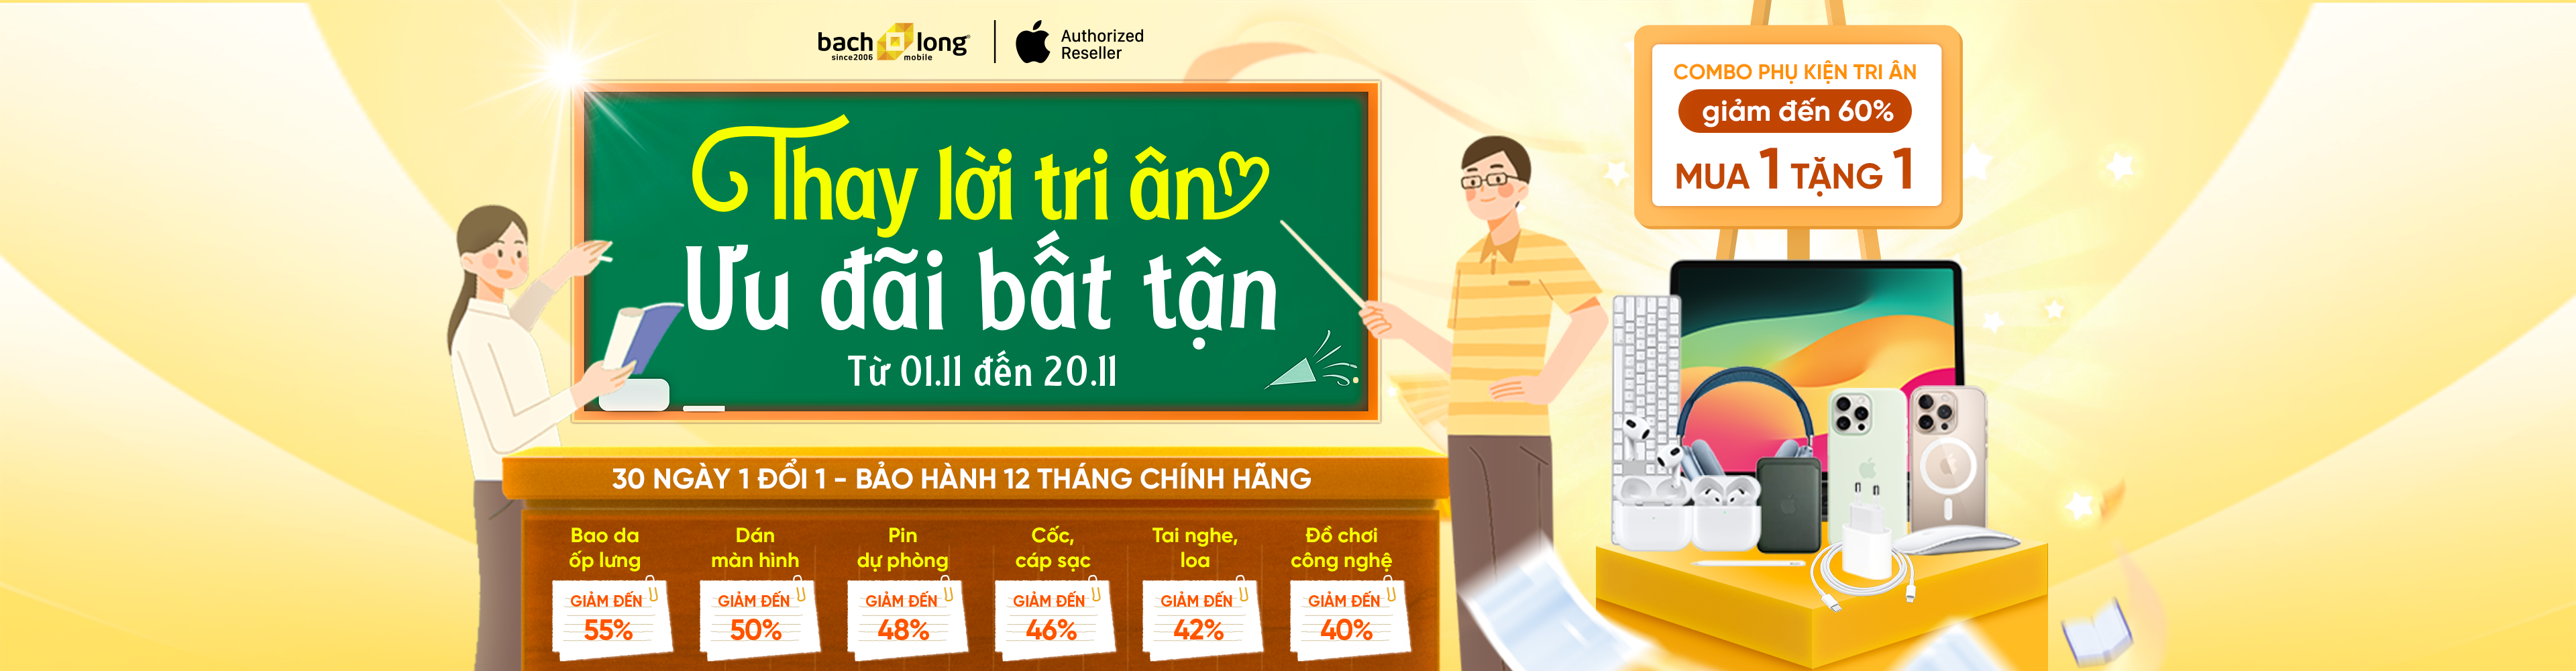 bach long
since2006 mobile
Authorized
Reseller
Thay lời tri ân
Ưu đãi bất tận
Từ 01.11 đến 20.11
COMBO PHỤ KIỆN TRI ÂN
giảm đến 60%
MUA 1 TẶNG 1
30 NGÀY 1 ĐỔI 1 - BẢO HÀNH 12 THÁNG CHÍNH HÃNG
Bao da
ốp lưng
GIẢM ĐẾN
55%
Dán
màn hình
GIẢM ĐẾN
50%
Pin
dự phòng
GIẢM ĐẾN
48%
Cốc,
cáp sạc
GIẢM ĐẾN
46%
Tai nghe,
loa
GIẢM ĐẾN
42%
Đồ chơi
công nghệ
GIẢM ĐẾN
40%